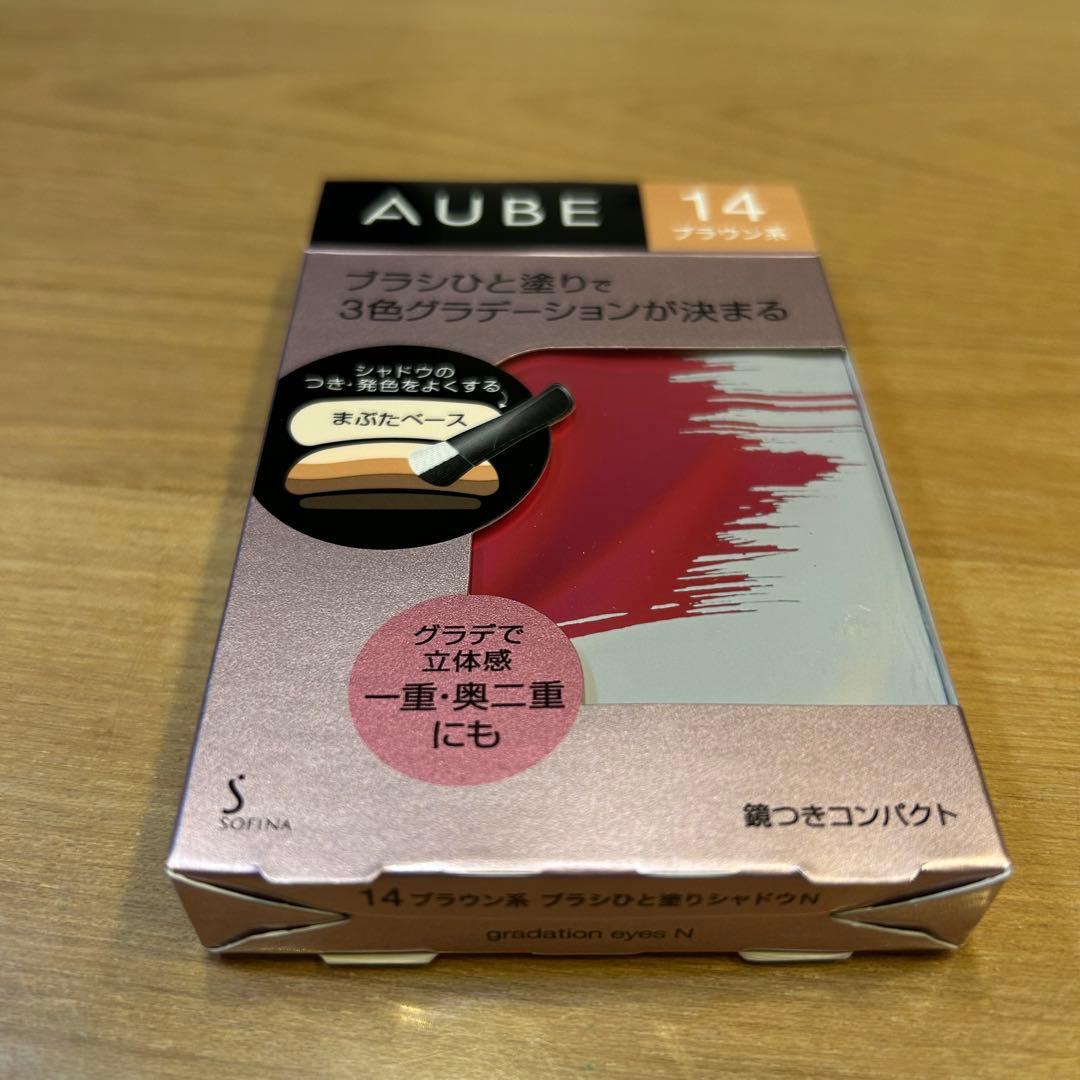 AUBE
14
ブラウン系
ブラシひと塗りで
3色グラデーションが決まる
シャドウの
つき・発色をよくする
まぶたベース
グラデで
立体感
一重・奥二重
にも
SOFINA
鏡つきコンパクト
14 ブラウン系 ブラシひと塗りシャドウN
gradation eyes N